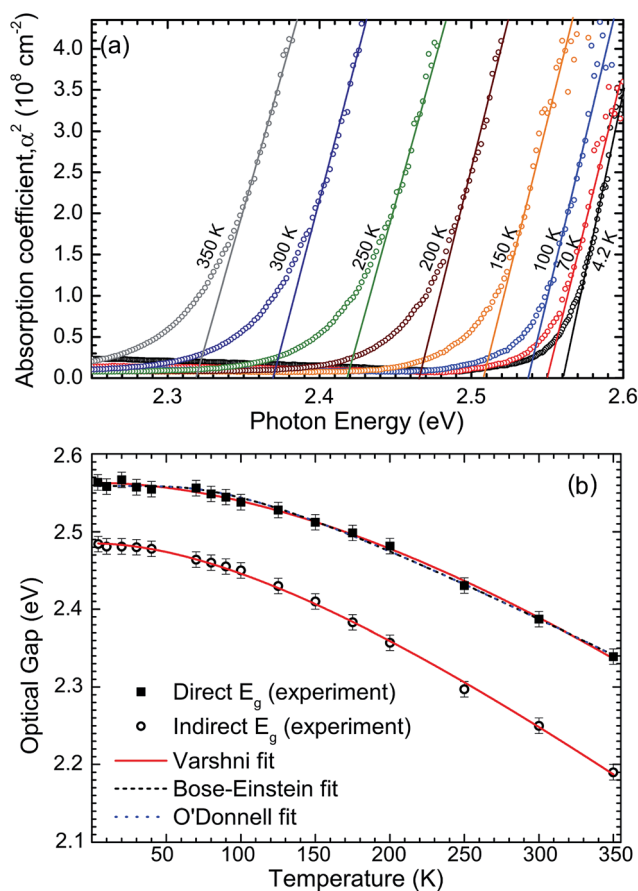 (a)
Absorption coefficient, α² (10⁸ cm⁻²)
4.0
3.5
3.0
2.5
2.0
1.5
1.0
0.5
0.0
350 K
300 K
250 K
200 K
150 K
100 K
70 K
4.2 K
2.3 2.4 2.5 2.6
Photon Energy (eV)
(b)
Optical Gap (eV)
2.6
2.5
2.4
2.3
2.2
2.1
Direct E_g (experiment)
Indirect E_g (experiment)
Varshni fit
Bose-Einstein fit
O'Donnell fit
50 100 150 200 250 300 350
Temperature (K)